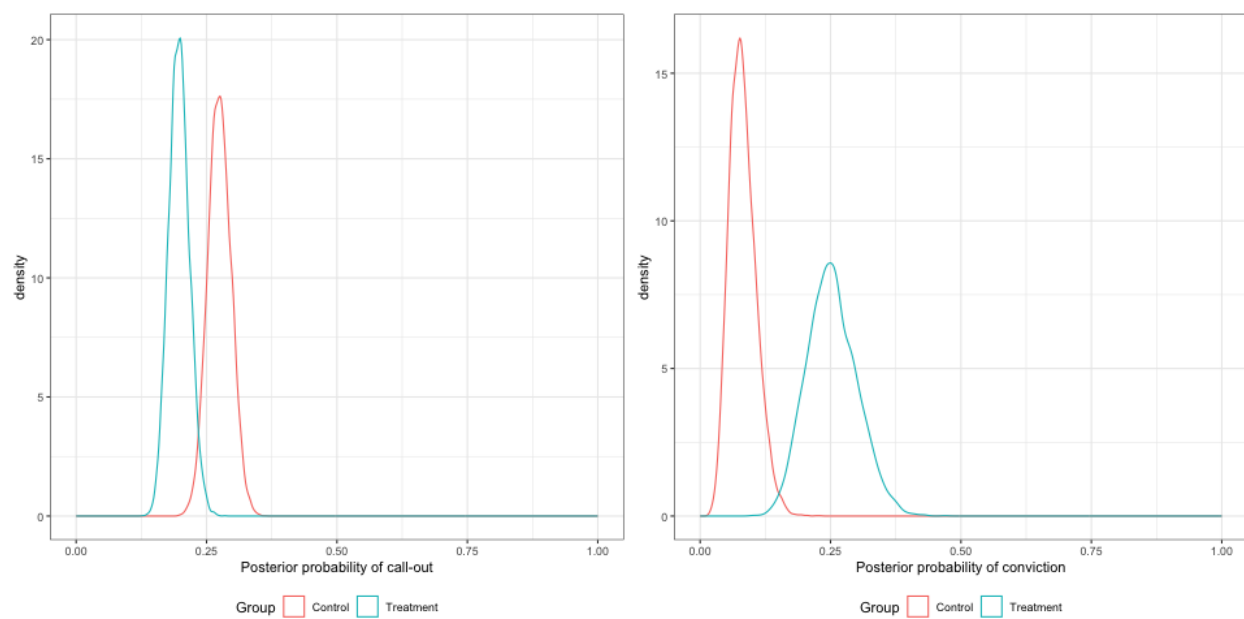 density
20
15
10
5
0
0.00 0.25 0.50 0.75 1.00
Posterior probability of call-out
Group Control Treatment
density
15
10
5
0
0.00 0.25 0.50 0.75 1.00
Posterior probability of conviction
Group Control Treatment